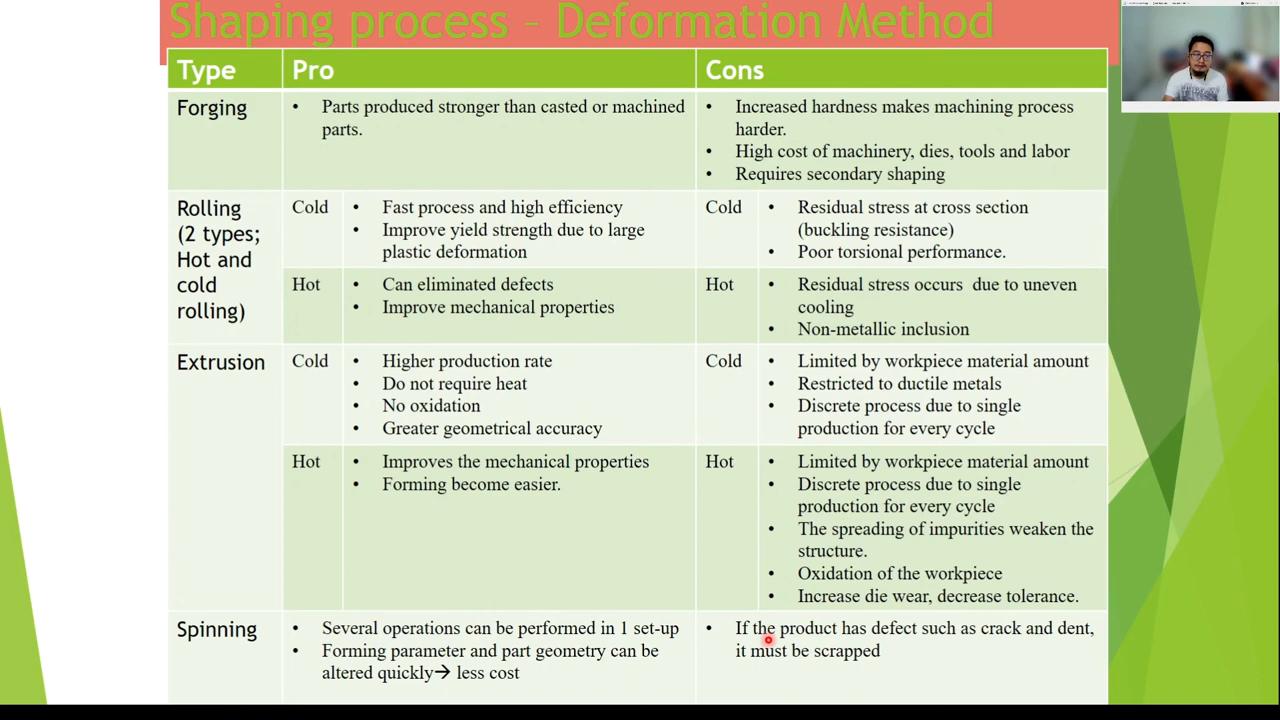 Shaping process – Deformation Method
Type
Pro
Cons
Forging
• Parts produced stronger than casted or machined
parts.
• Increased hardness makes machining process
harder.
• High cost of machinery, dies, tools and labor
• Requires secondary shaping
Rolling
(2 types;
Hot and
cold
rolling)
Cold
• Fast process and high efficiency
• Improve yield strength due to large
plastic deformation
Cold
• Residual stress at cross section
(buckling resistance)
• Poor torsional performance.
Hot
• Can eliminated defects
• Improve mechanical properties
Hot
• Residual stress occurs due to uneven
cooling
• Non-metallic inclusion
Extrusion
Cold
• Higher production rate
• Do not require heat
• No oxidation
• Greater geometrical accuracy
Cold
• Limited by workpiece material amount
• Restricted to ductile metals
• Discrete process due to single
production for every cycle
Hot
• Improves the mechanical properties
• Forming become easier.
Hot
• Limited by workpiece material amount
• Discrete process due to single
production for every cycle
• The spreading of impurities weaken the
structure.
• Oxidation of the workpiece
• Increase die wear, decrease tolerance.
Spinning
• Several operations can be performed in 1 set-up
• Forming parameter and part geometry can be
altered quickly→ less cost
• If the product has defect such as crack and dent,
it must be scrapped